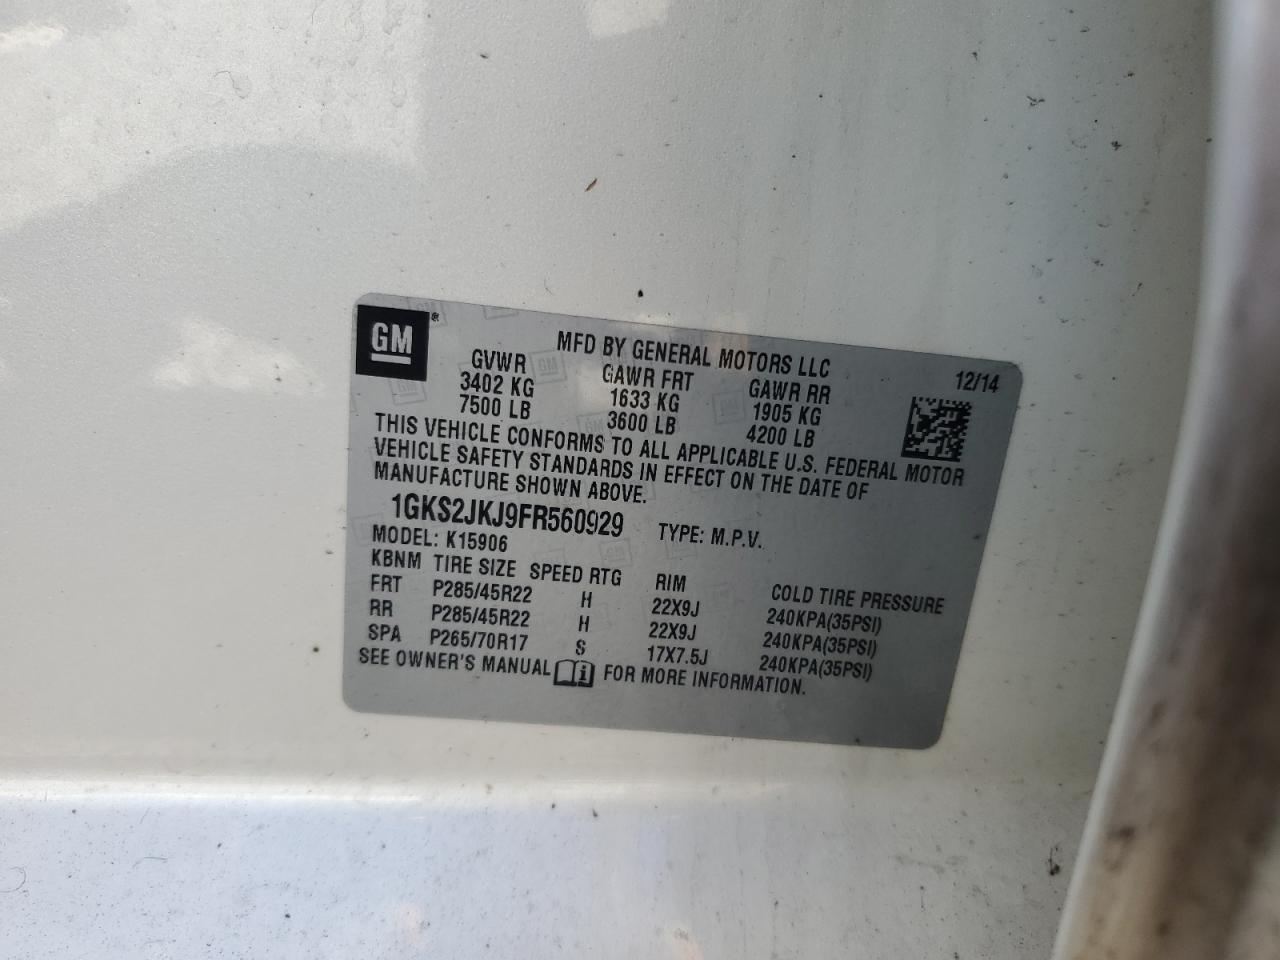 GM®
MFD BY GENERAL MOTORS LLC
12/14
GVWR GAWR FRT GAWR RR
3402 KG 1633 KG 1905 KG
7500 LB 3600 LB 4200 LB
THIS VEHICLE CONFORMS TO ALL APPLICABLE U.S. FEDERAL MOTOR
VEHICLE SAFETY STANDARDS IN EFFECT ON THE DATE OF
MANUFACTURE SHOWN ABOVE.
1GKS2JKJ9FR560929 TYPE: M.P.V.
MODEL: K15906
KBNM TIRE SIZE SPEED RTG RIM COLD TIRE PRESSURE
FRT P285/45R22 H 22X9J 240KPA(35PSI)
RR P285/45R22 H 22X9J 240KPA(35PSI)
SPA P265/70R17 S 17X7.5J 240KPA(35PSI)
SEE OWNER'S MANUAL FOR MORE INFORMATION.